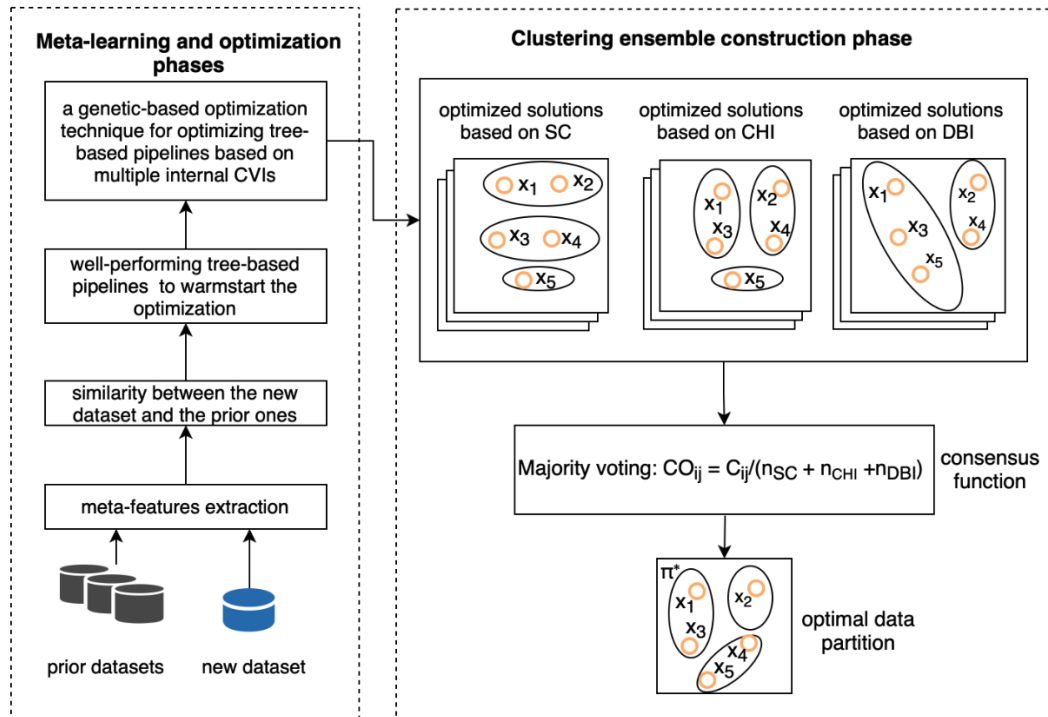 Meta-learning and optimization
phases
a genetic-based optimization
technique for optimizing tree-
based pipelines based on
multiple internal CVIs
well-performing tree-based
pipelines to warmstart the
optimization
similarity between the new
dataset and the prior ones
meta-features extraction
prior datasets
new dataset
Clustering ensemble construction phase
optimized solutions
based on SC
x1 x2
x3 x4
x5
optimized solutions
based on CHI
x1 x2
x3 x4
x5
optimized solutions
based on DBI
x1 x2
x3 x4
x5
Majority voting: COij = Cij/(nSC + nCHI +nDBI)
consensus
function
π*
x1 x2
x3 x4
x5
optimal data
partition